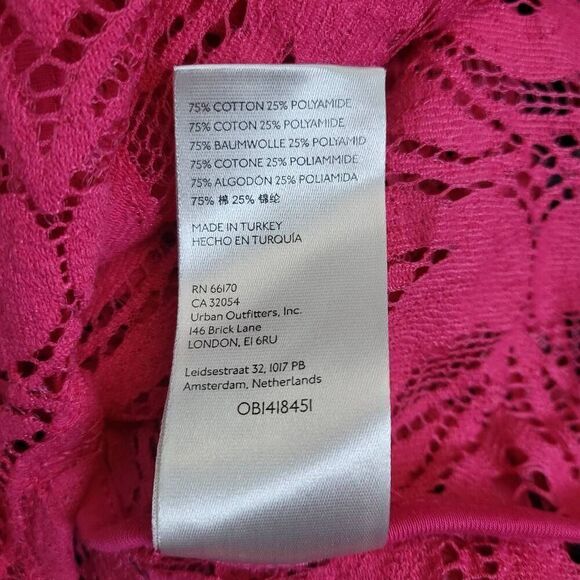 75% COTTON 25% POLYAMIDE
75% COTON 25% POLYAMIDE
75% BAUMWOLLE 25% POLYAMID
75% COTONE 25% POLIAMMIDE
75% ALGODÓN 25% POLIAMIDA
75% 棉 25% 锦纶
MADE IN TURKEY
HECHO EN TURQUÍA
RN 66170
CA 32054
Urban Outfitters, Inc.
146 Brick Lane
LONDON, E1 6RU
Leidsestraat 32, 1017 PB
Amsterdam, Netherlands
OB1418451